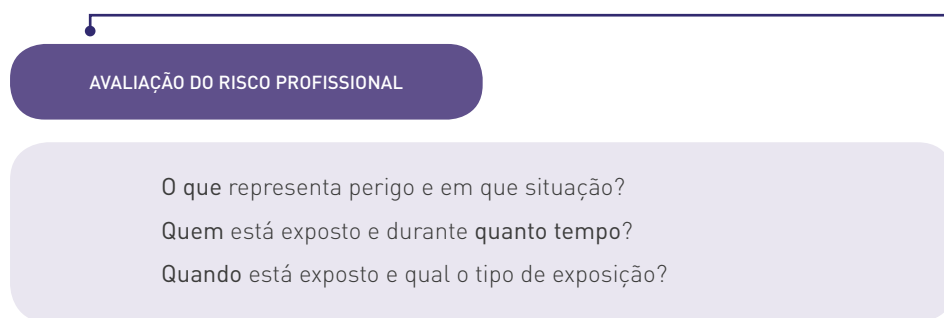 AVALIAÇÃO DO RISCO PROFISSIONAL
O que representa perigo e em que situação?
Quem está exposto e durante quanto tempo?
Quando está exposto e qual o tipo de exposição?